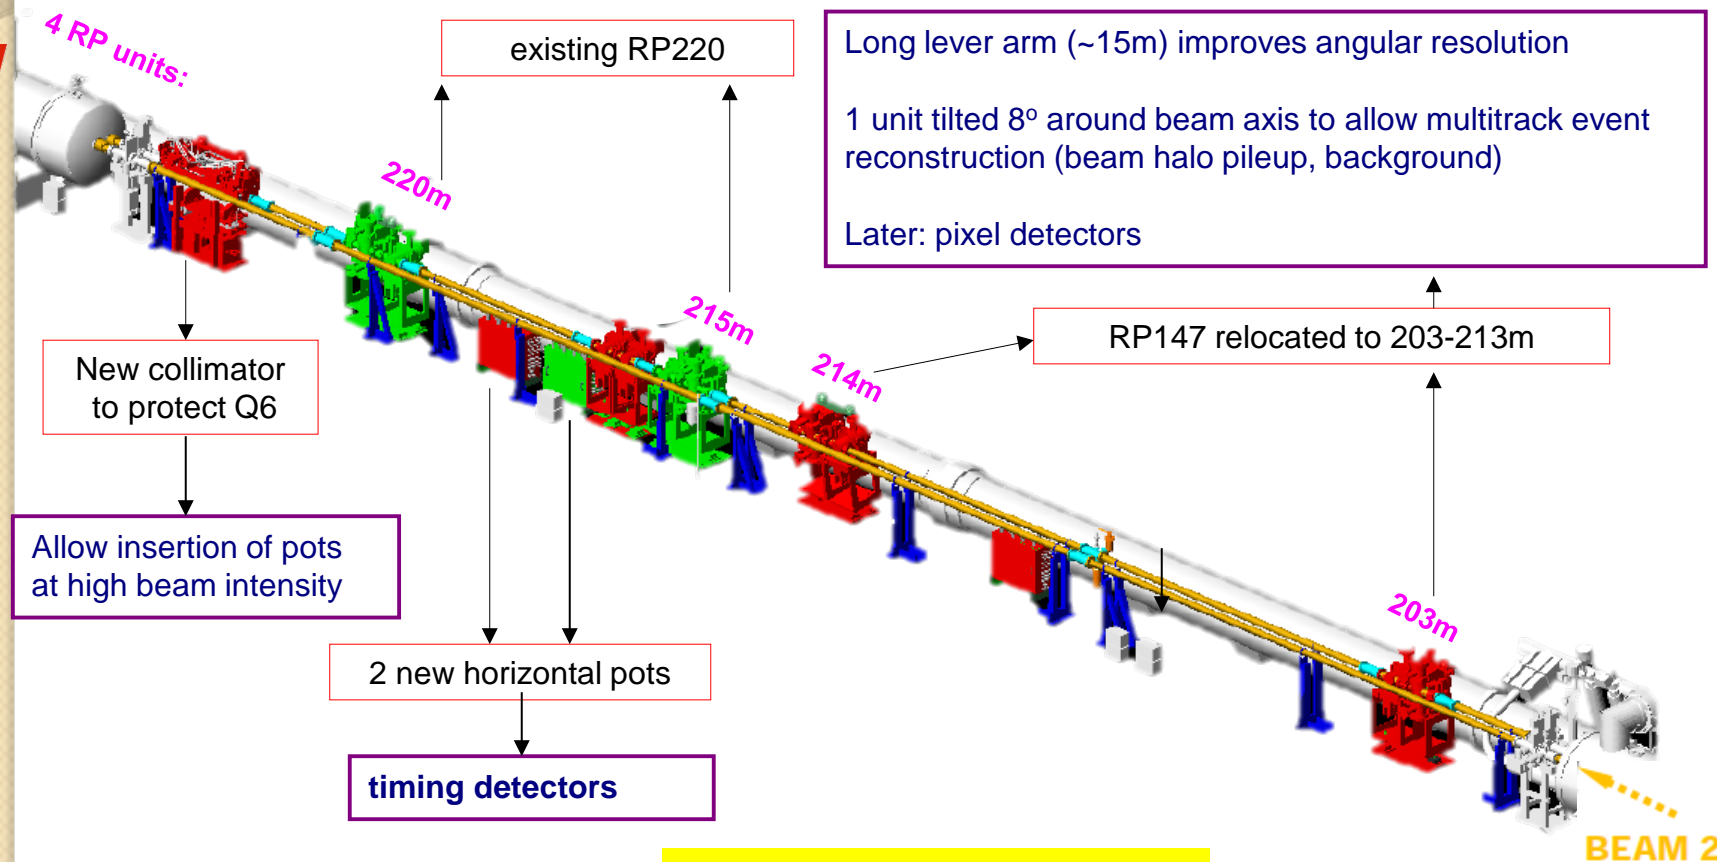 4 RP units:
existing RP220
Long lever arm (~15m) improves angular resolution
1 unit tilted 8º around beam axis to allow multitrack event
reconstruction (beam halo pileup, background)
Later: pixel detectors
220m
215m
214m
RP147 relocated to 203-213m
New collimator
to protect Q6
Allow insertion of pots
at high beam intensity
203m
2 new horizontal pots
timing detectors
BEAM 2